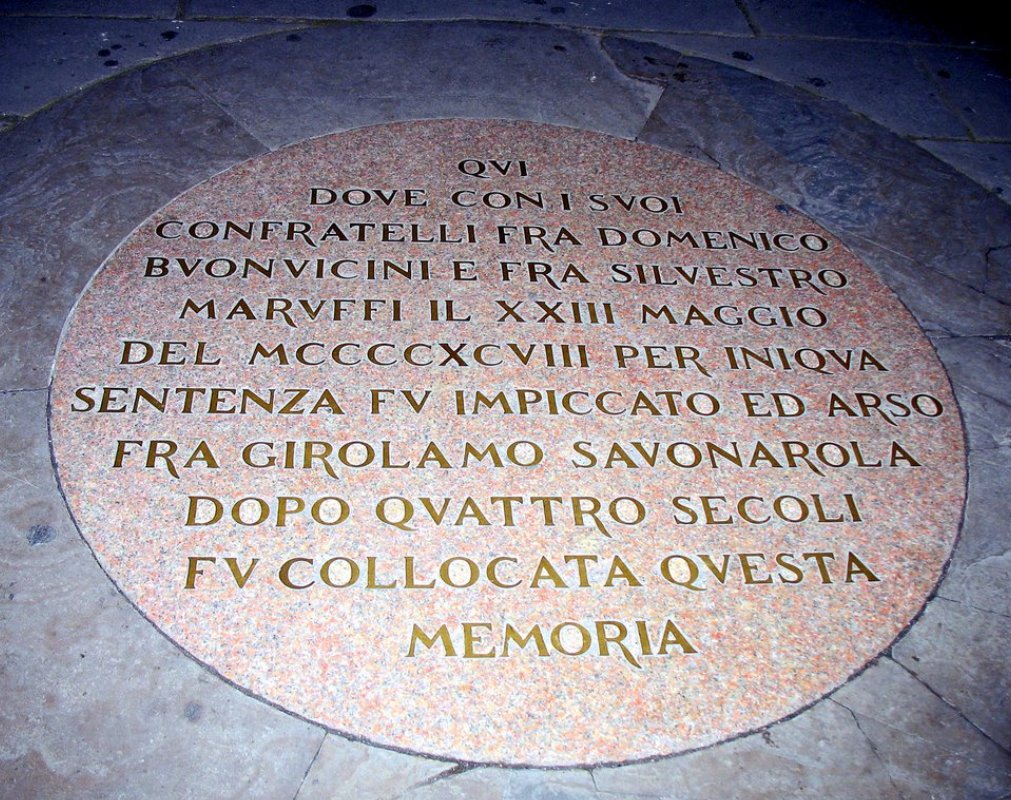 QVI
DOVE CON I SVOI
CONFRATELLI FRA DOMENICO
BVONVICINI E FRA SILVESTRO
MARVFFI IL XXIII MAGGIO
DEL MCCCCXCVIII PER INIQVA
SENTENZA FV IMPICCATO ED ARSO
FRA GIROLAMO SAVONAROLA
DOPO QVATTRO SECOLI
FV COLLOCATA QVESTA
MEMORIA